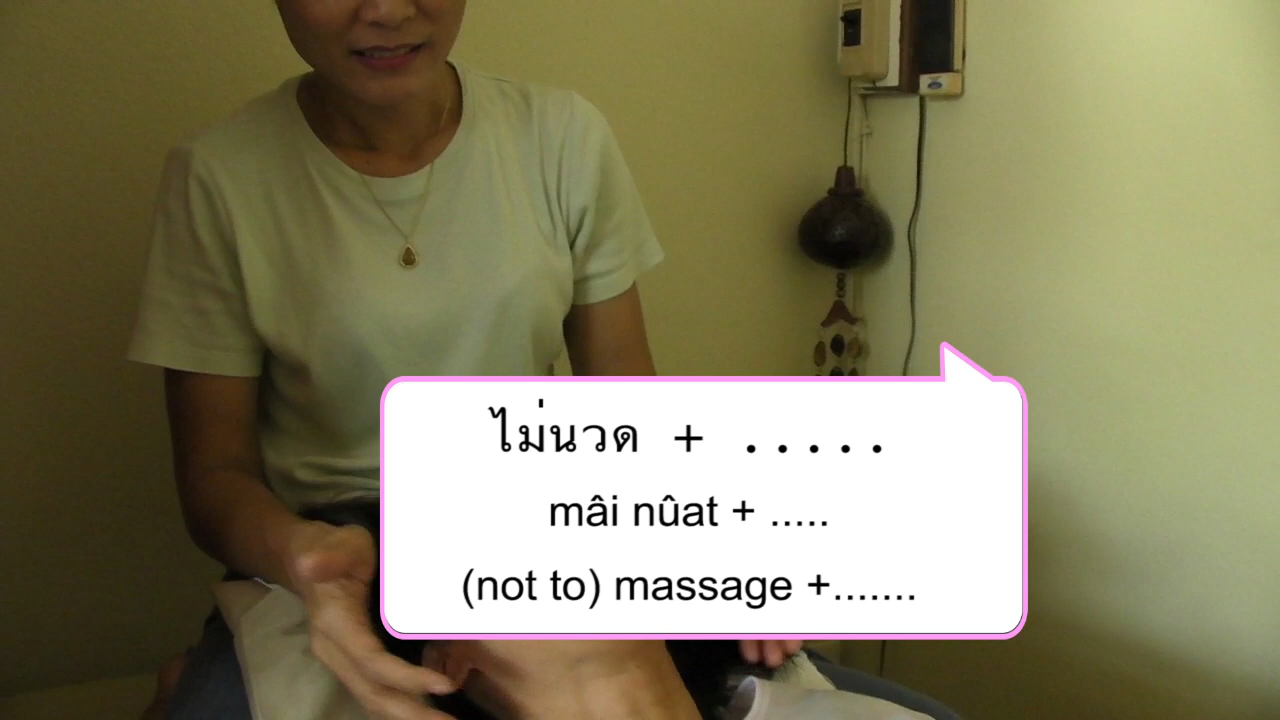 ไม่นวด + .....
mâi nûat + .....
(not to) massage +.......